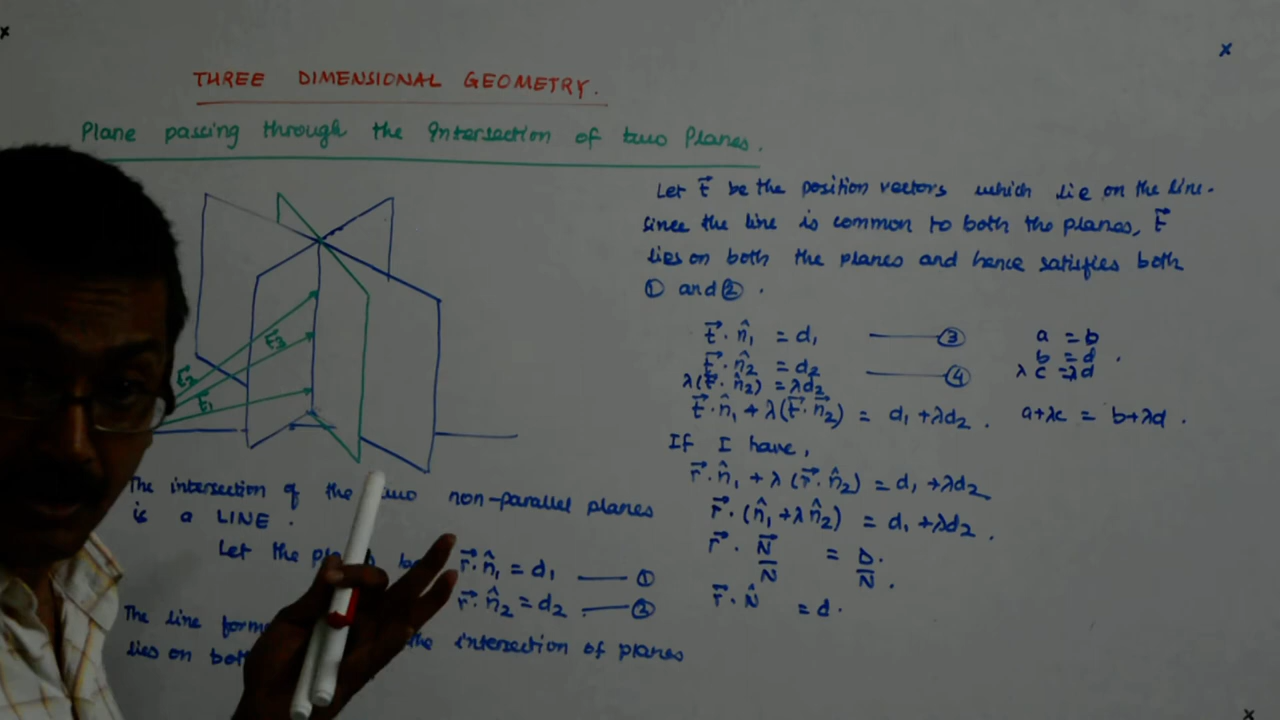 THREE DIMENSIONAL GEOMETRY.
Plane passing through the intersection of two Planes.
t⃗₂
t⃗₃
t⃗₁
The intersection of the two non-parallel planes
is a LINE.
Let the
r⃗·n̂₁ = d₁ —— ①
r⃗·n̂₂ = d₂ —— ②
The line
lies on the intersection of planes
Let t⃗ be the position vectors which lie on the line.
since the line is common to both the planes, t⃗
lies on both the planes and hence satisfies both
① and ②.
t⃗·n̂₁ = d₁ —— ③
t⃗·n̂₂ = d₂ —— ④
λ(t⃗·n̂₂) = λd₂
t⃗·n̂₁ + λ(t⃗·n⃗₂) = d₁ + λd₂.
a = b
b = d.
λc = λd
a+λc = b+λd.
If I have,
r⃗·n̂₁ + λ(r⃗·n̂₂) = d₁ + λd₂
r⃗·(n̂₁ + λn̂₂) = d₁ + λd₂.
r⃗·N⃗/N = D/N.
r⃗·N̂ = d.